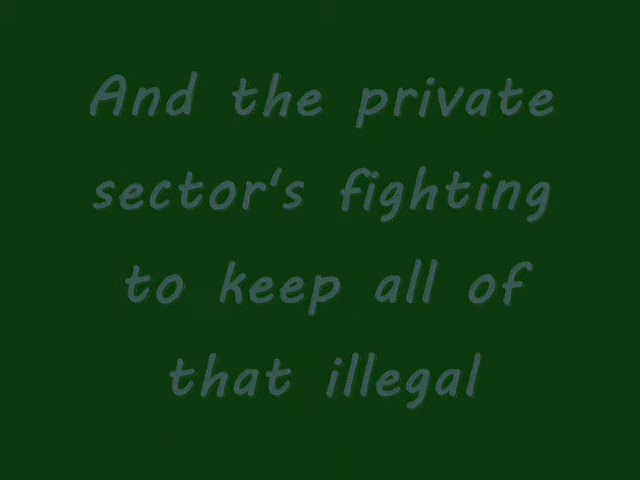 And the private
sector's fighting
to keep all of
that illegal